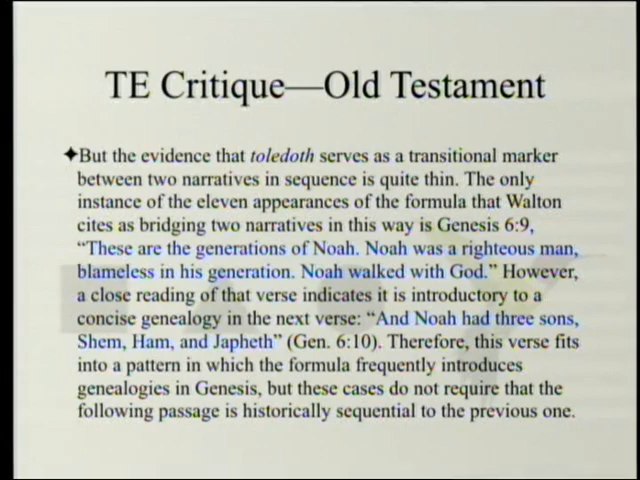 TE Critique—Old Testament
✦But the evidence that toledoth serves as a transitional marker
between two narratives in sequence is quite thin. The only
instance of the eleven appearances of the formula that Walton
cites as bridging two narratives in this way is Genesis 6:9,
“These are the generations of Noah. Noah was a righteous man,
blameless in his generation. Noah walked with God.” However,
a close reading of that verse indicates it is introductory to a
concise genealogy in the next verse: “And Noah had three sons,
Shem, Ham, and Japheth” (Gen. 6:10). Therefore, this verse fits
into a pattern in which the formula frequently introduces
genealogies in Genesis, but these cases do not require that the
following passage is historically sequential to the previous one.